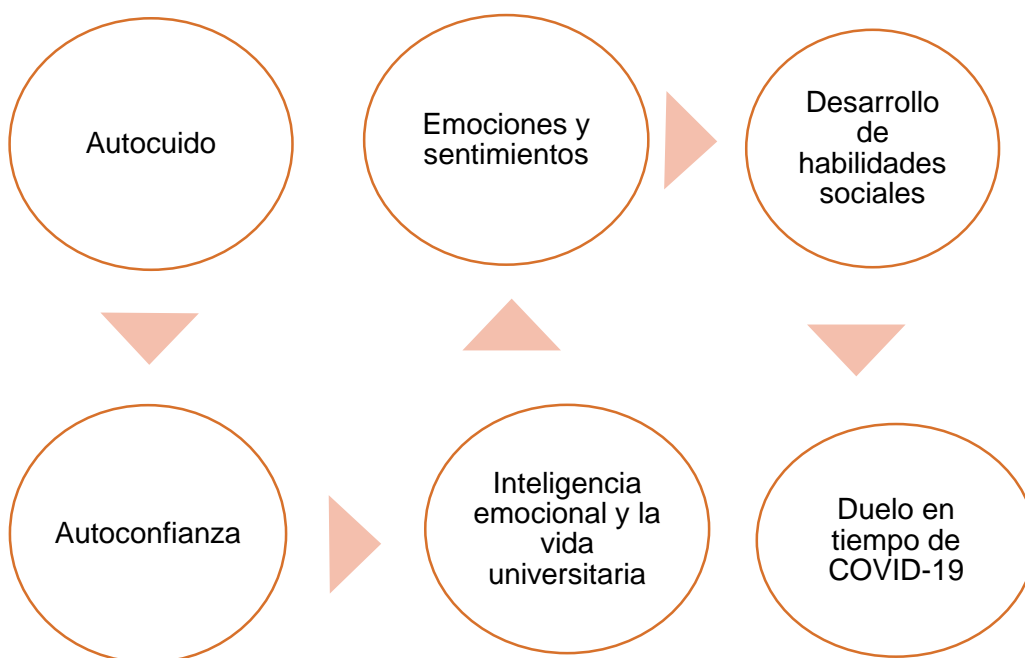 Autocuido
Emociones y
sentimientos
Desarrollo
de
habilidades
sociales
Autoconfianza
Inteligencia
emocional y la
vida
universitaria
Duelo en
tiempo de
COVID-19